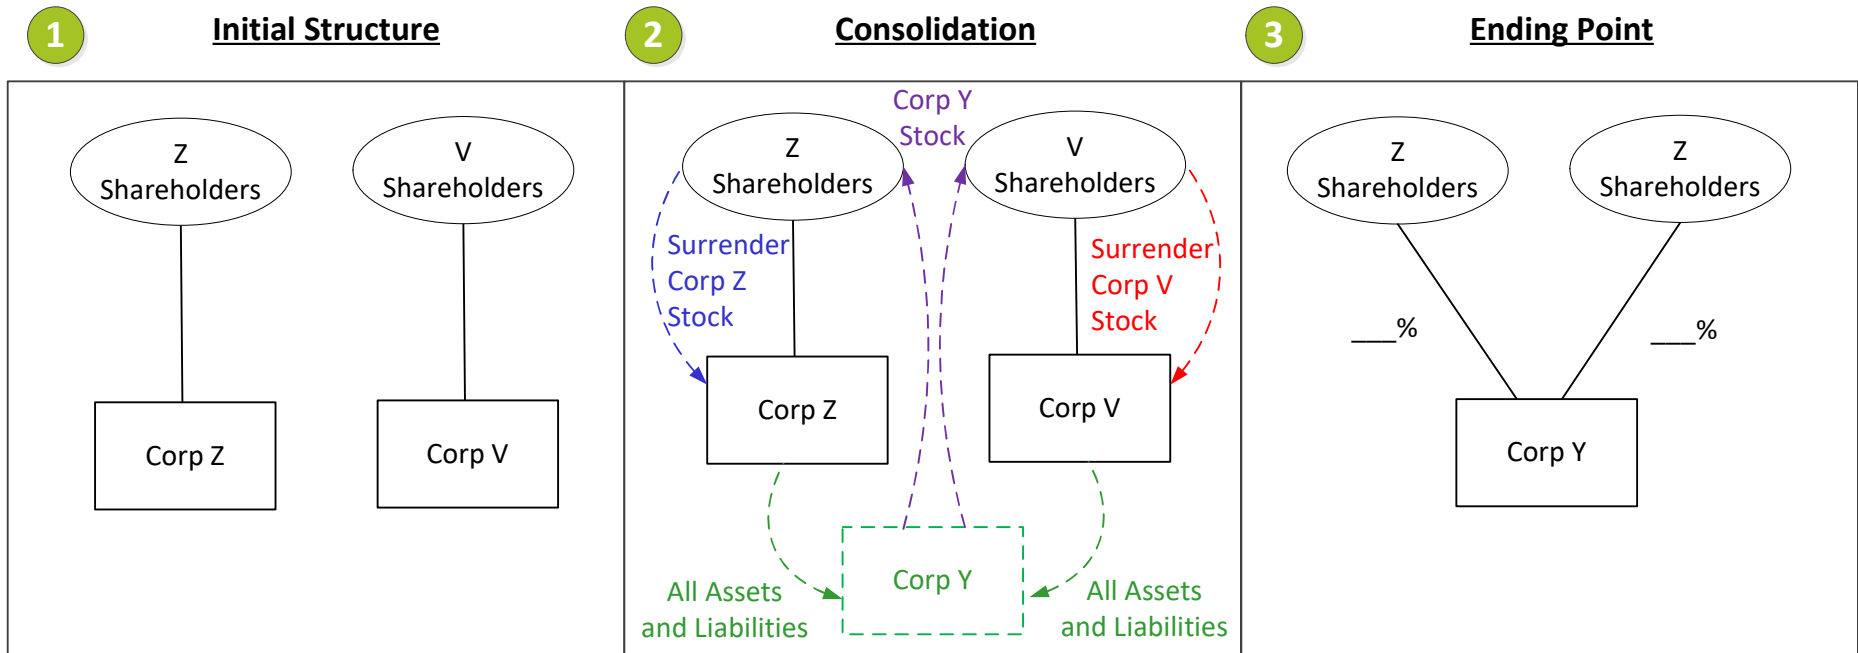 1
Initial Structure
2
Consolidation
3
Ending Point
Z
Shareholders
V
Shareholders
Corp Z
Corp V
Corp Y
Stock
Z
Shareholders
V
Shareholders
Surrender
Corp Z
Stock
Surrender
Corp V
Stock
Corp Z
Corp V
Corp Y
All Assets
and Liabilities
All Assets
and Liabilities
Z
Shareholders
Z
Shareholders
___%
___%
Corp Y